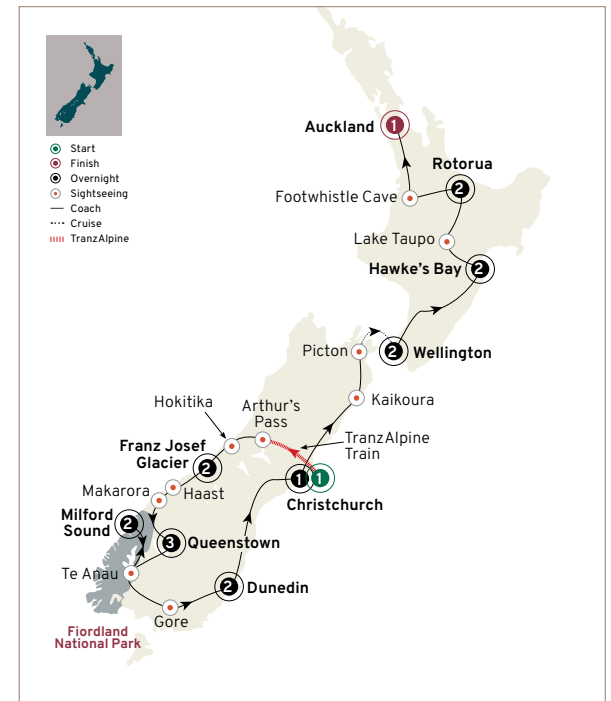 Start
Finish
Overnight
Sightseeing
Coach
Cruise
TranzAlpine
Auckland
1
Rotorua
2
Footwhistle Cave
Lake Taupo
Hawke's Bay
2
Picton
2
Wellington
Kaikoura
Hokitika
Arthur's
Pass
TranzAlpine
Train
Franz Josef
Glacier
2
1
1
Christchurch
Haast
Makarora
Milford
Sound
2
3
Queenstown
Te Anau
2
Dunedin
Gore
Fiordland
National Park